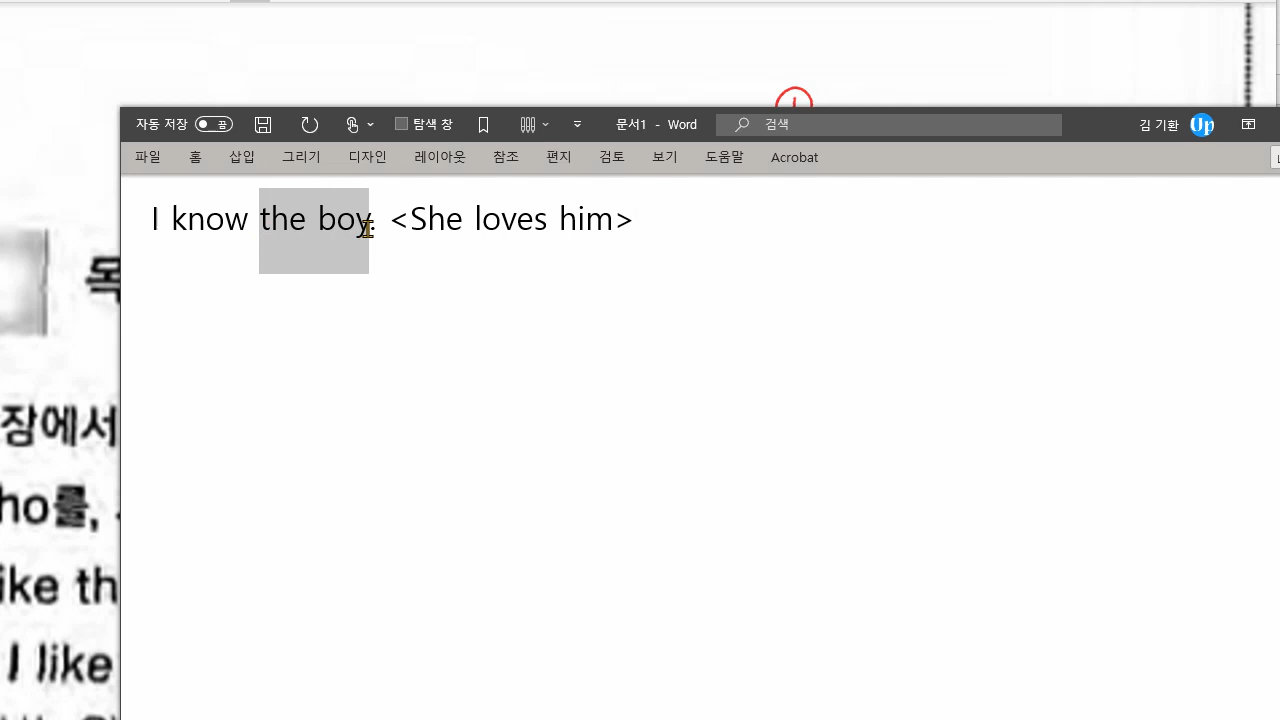 자동 저장 끔 탐색 창 문서1 - Word 검색 김 기환 Up
파일 홈 삽입 그리기 디자인 레이아웃 참조 편지 검토 보기 도움말 Acrobat
I know the boy. <She loves him>
목
장에서
ho를,
ike th
I like